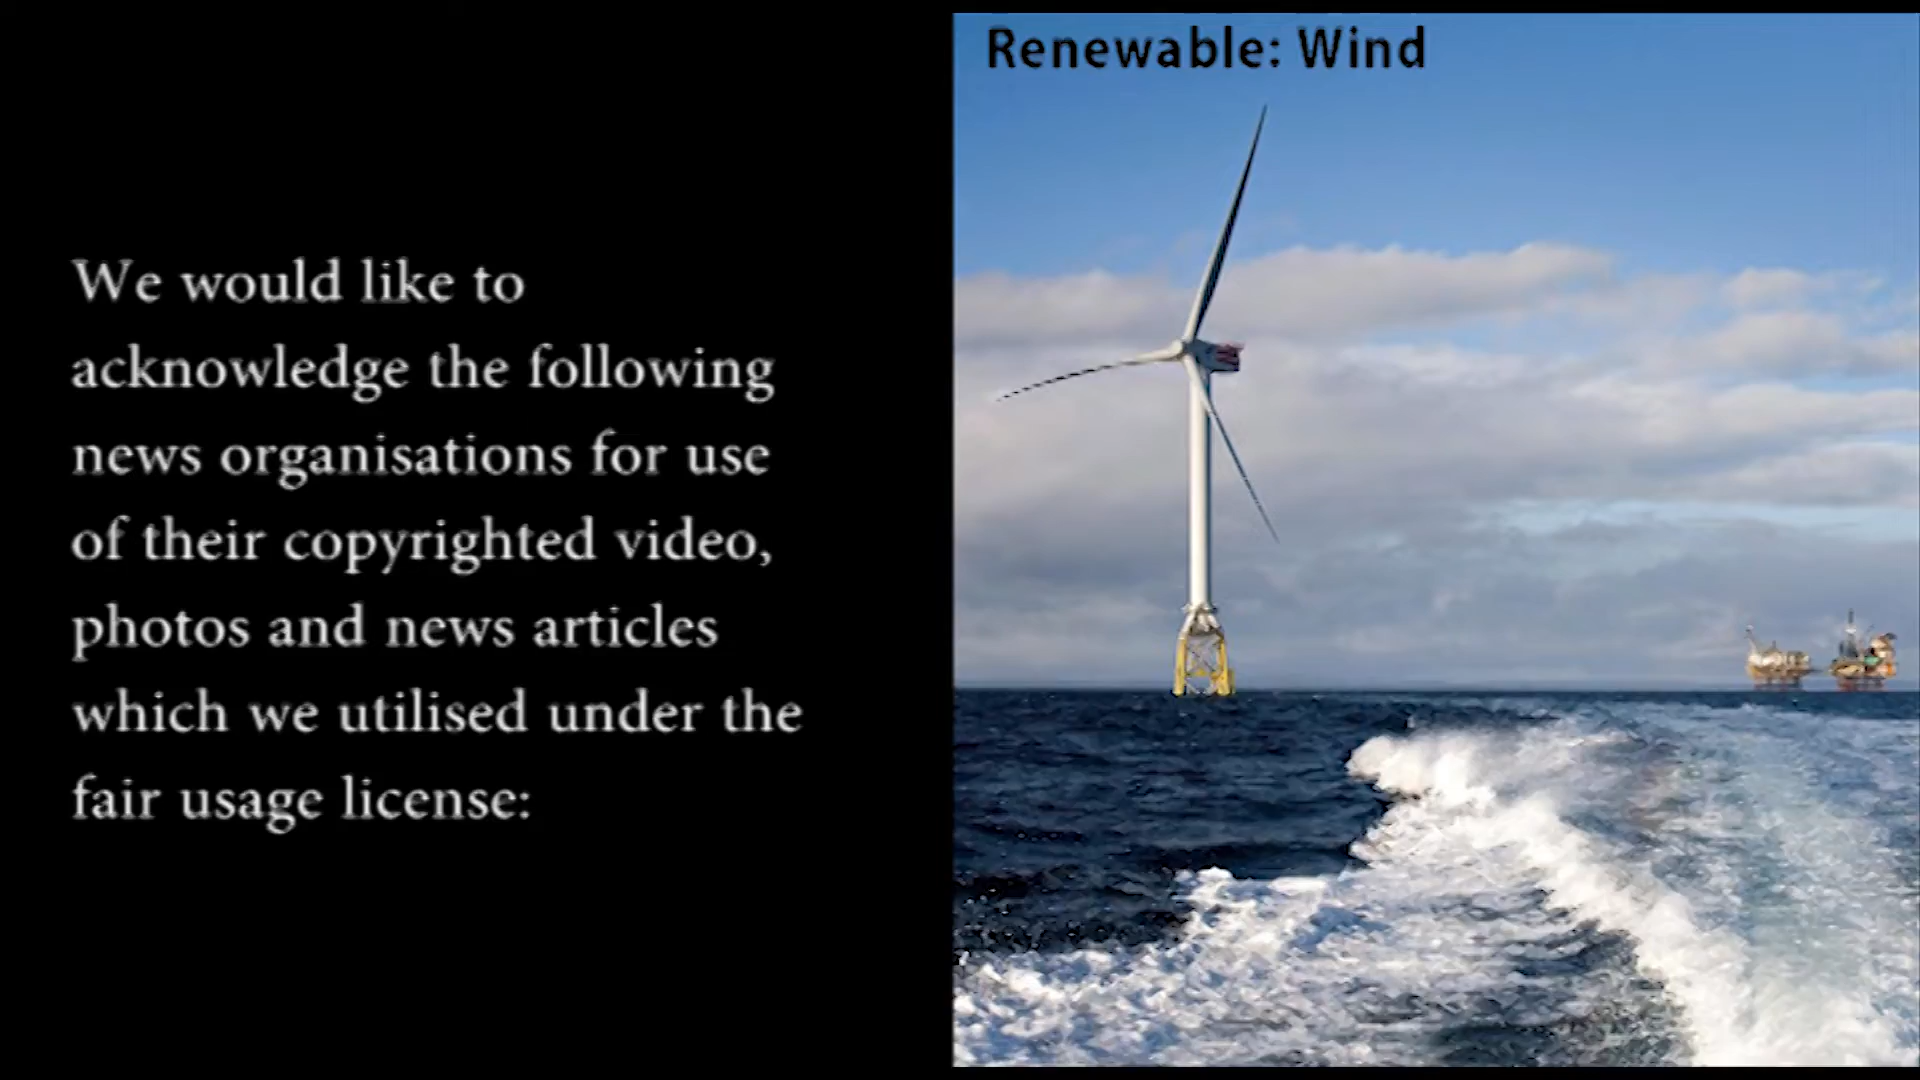 We would like to
acknowledge the following
news organisations for use
of their copyrighted video,
photos and news articles
which we utilised under the
fair usage license:
Renewable: Wind